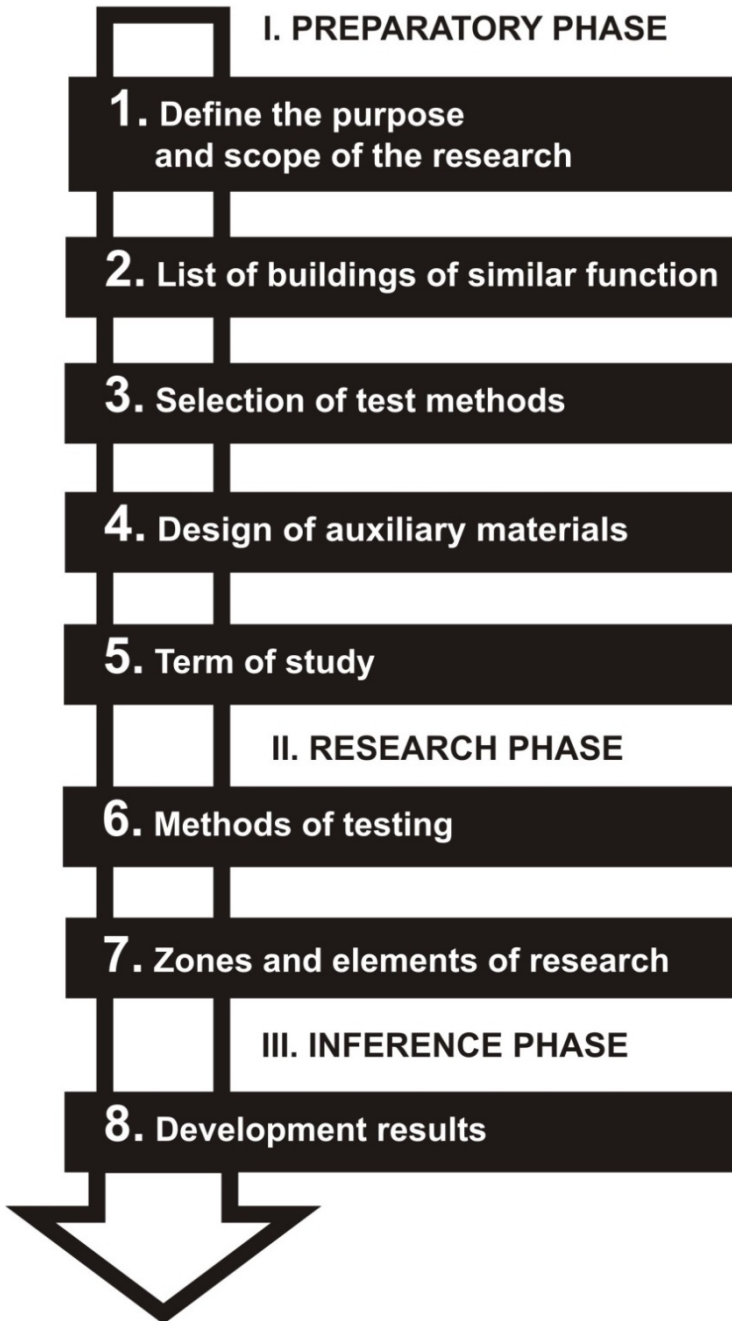 I. PREPARATORY PHASE
1. Define the purpose
and scope of the research
2. List of buildings of similar function
3. Selection of test methods
4. Design of auxiliary materials
5. Term of study
II. RESEARCH PHASE
6. Methods of testing
7. Zones and elements of research
III. INFERENCE PHASE
8. Development results